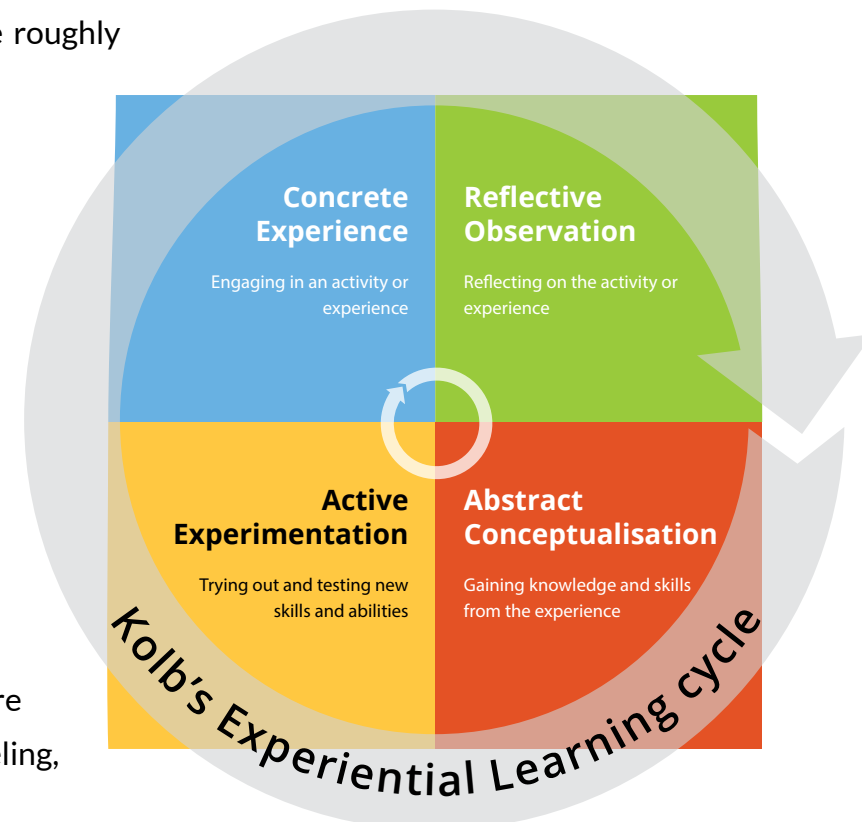 e roughly
Concrete
Experience
Engaging in an activity or
experience
Reflective
Observation
Reflecting on the activity or
experience
Active
Experimentation
Trying out and testing new
skills and abilities
Abstract
Conceptualisation
Gaining knowledge and skills
from the experience
Kolb's Experiential Learning cycle
re
ling,